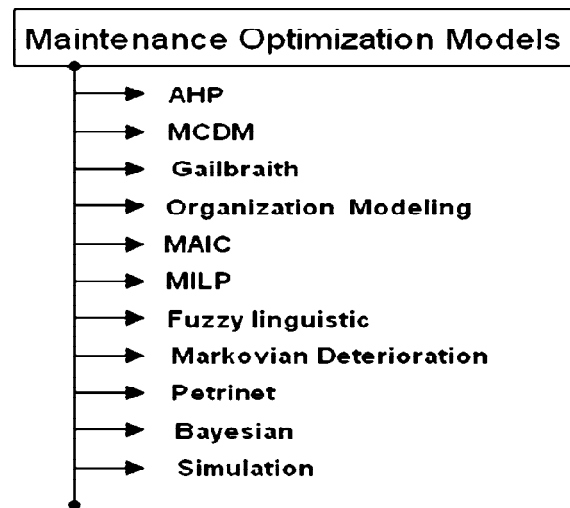 Maintenance Optimization Models
AHP
MCDM
Gailbraith
Organization Modeling
MAIC
MILP
Fuzzy linguistic
Markovian Deterioration
Petrinet
Bayesian
Simulation